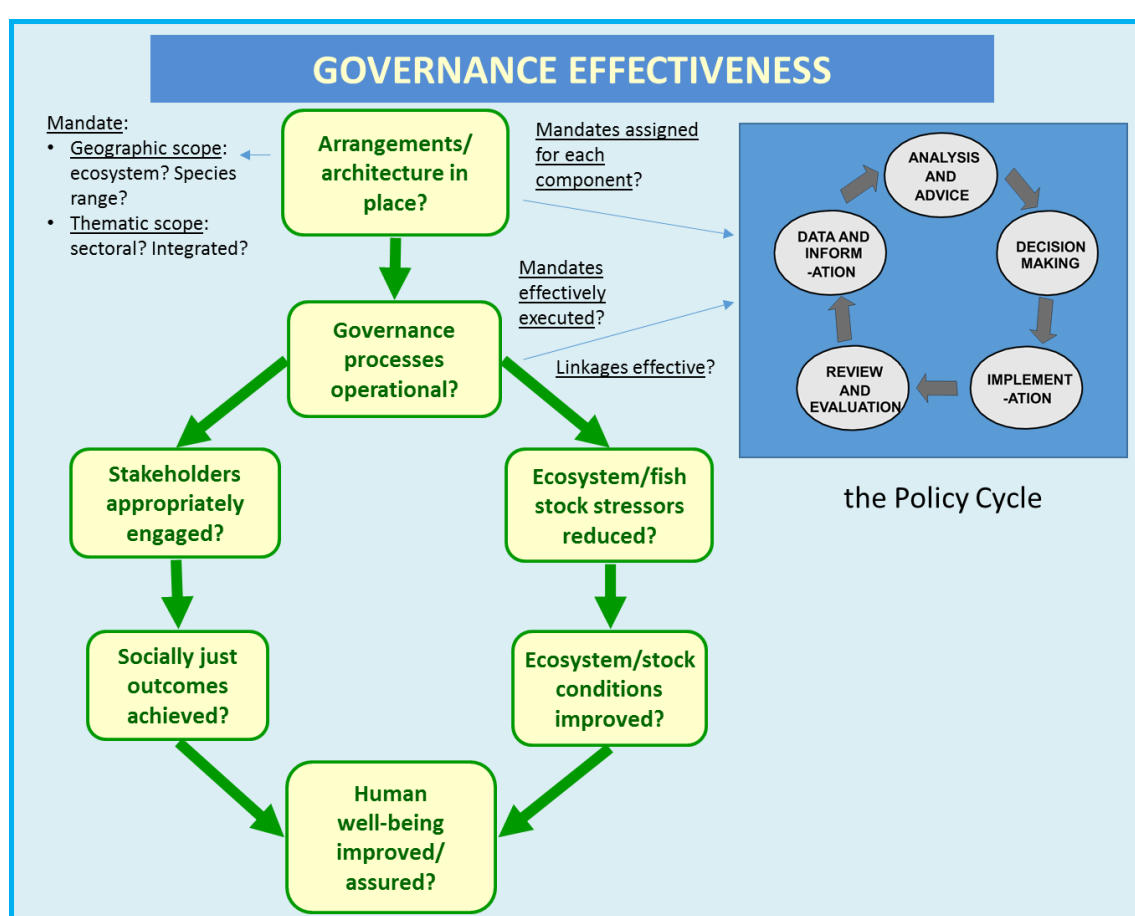 GOVERNANCE EFFECTIVENESS
Mandate:
• Geographic scope:
ecosystem? Species
range?
• Thematic scope:
sectoral? Integrated?
Arrangements/
architecture in
place?
Mandates assigned
for each
component?
Governance
processes
operational?
Mandates
effectively
executed?
Linkages effective?
Stakeholders
appropriately
engaged?
Ecosystem/fish
stock stressors
reduced?
Socially just
outcomes
achieved?
Ecosystem/stock
conditions
improved?
Human
well-being
improved/
assured?
ANALYSIS
AND
ADVICE
DECISION
MAKING
IMPLEMENT
-ATION
REVIEW
AND
EVALUATION
DATA AND
INFORM
-ATION
the Policy Cycle